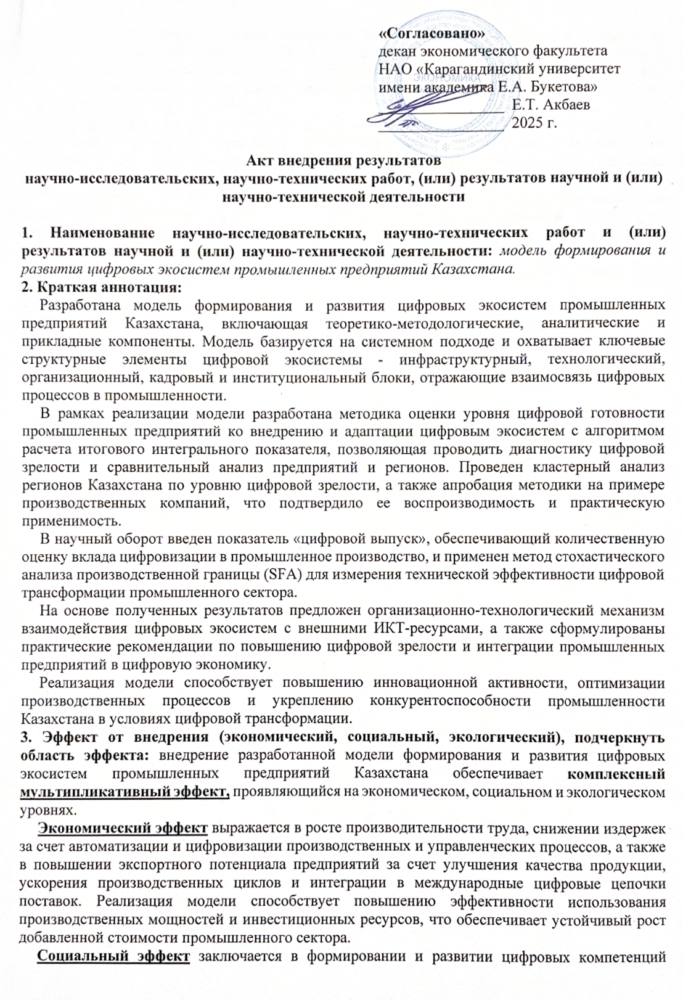 «Согласовано»
декан экономического факультета
НАО «Карагандинский университет
имени академика Е.А. Букетова»
Е.Т. Акбаев
2025 г.
ЭКОНОМИКА
Акт внедрения результатов
научно-исследовательских, научно-технических работ, (или) результатов научной и (или)
научно-технической деятельности
1. Наименование научно-исследовательских, научно-технических работ и (или)
результатов научной и (или) научно-технической деятельности: модель формирования и
развития цифровых экосистем промышленных предприятий Казахстана.
2. Краткая аннотация:
Разработана модель формирования и развития цифровых экосистем промышленных
предприятий Казахстана, включающая теоретико-методологические, аналитические и
прикладные компоненты. Модель базируется на системном подходе и охватывает ключевые
структурные элементы цифровой экосистемы - инфраструктурный, технологический,
организационный, кадровый и институциональный блоки, отражающие взаимосвязь цифровых
процессов в промышленности.
В рамках реализации модели разработана методика оценки уровня цифровой готовности
промышленных предприятий ко внедрению и адаптации цифровым экосистем с алгоритмом
расчета итогового интегрального показателя, позволяющая проводить диагностику цифровой
зрелости и сравнительный анализ предприятий и регионов. Проведен кластерный анализ
регионов Казахстана по уровню цифровой зрелости, а также апробация методики на примере
производственных компаний, что подтвердило ее воспроизводимость и практическую
применимость.
В научный оборот введен показатель «цифровой выпуск», обеспечивающий количественную
оценку вклада цифровизации в промышленное производство, и применен метод стохастического
анализа производственной границы (SFA) для измерения технической эффективности цифровой
трансформации промышленного сектора.
На основе полученных результатов предложен организационно-технологический механизм
взаимодействия цифровых экосистем с внешними ИКТ-ресурсами, а также сформулированы
практические рекомендации по повышению цифровой зрелости и интеграции промышленных
предприятий в цифровую экономику.
Реализация модели способствует повышению инновационной активности, оптимизации
производственных процессов и укреплению конкурентоспособности промышленности
Казахстана в условиях цифровой трансформации.
3. Эффект от внедрения (экономический, социальный, экологический), подчеркнуть
область эффекта: внедрение разработанной модели формирования и развития цифровых
экосистем промышленных предприятий Казахстана обеспечивает комплексный
мультипликативный эффект, проявляющийся на экономическом, социальном и экологическом
уровнях.
Экономический эффект выражается в росте производительности труда, снижении издержек
за счет автоматизации и цифровизации производственных и управленческих процессов, а также
в повышении экспортного потенциала предприятий за счет улучшения качества продукции,
ускорения производственных циклов и интеграции в международные цифровые цепочки
поставок. Реализация модели способствует повышению эффективности использования
производственных мощностей и инвестиционных ресурсов, что обеспечивает устойчивый рост
добавленной стоимости промышленного сектора.
Социальный эффект заключается в формировании и развитии цифровых компетенций